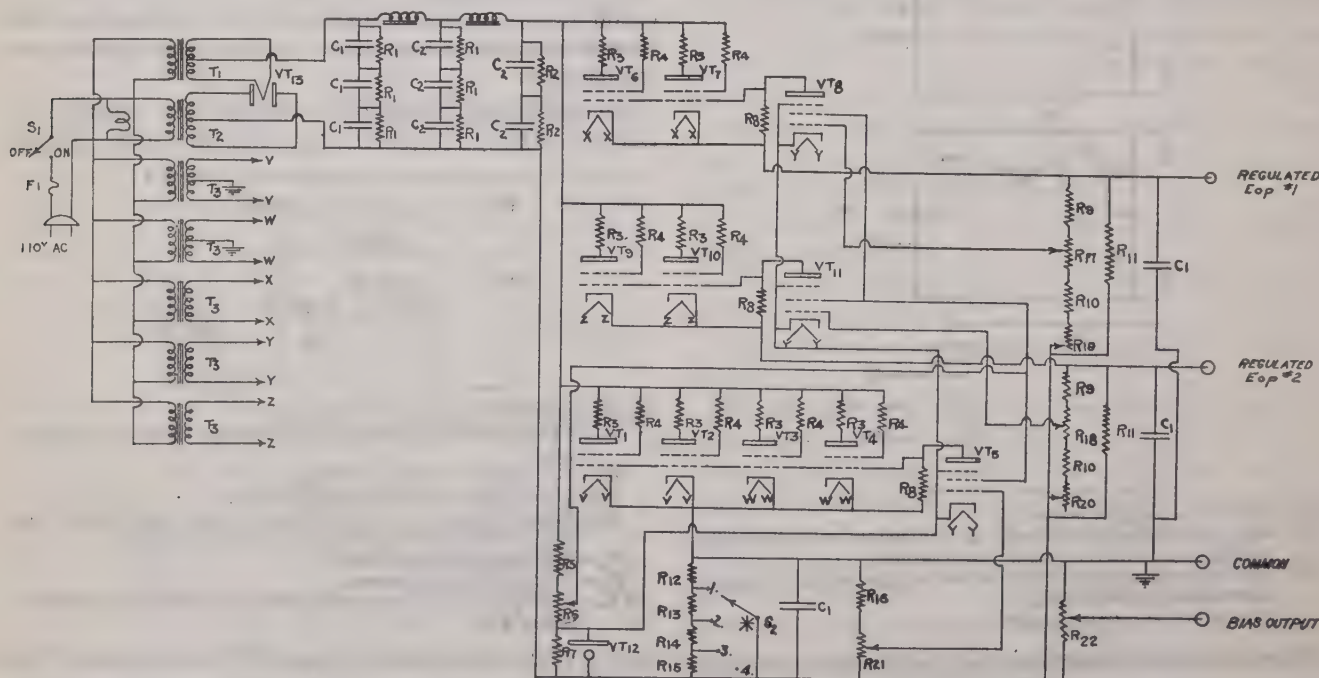 S1
OFF
ON
F1
110V AC
T1
VT13
T2
V
T3
V
W
T3
W
X
T3
X
Y
T3
Y
Z
T3
Z
C1
R1
C2
R1
C1
R1
C2
R1
C1
R1
C2
R1
C2
R2
C2
R2
R3
R4
R3
R4
VT6
VT7
X X
X X
VT8
R8
Y Y
REGULATED
Eop #1
R3
R4
R3
R4
VT9
VT10
Z Z
Z Z
VT11
R8
Y Y
R9
R17
R10
R19
R11
C1
REGULATED
Eop #2
R3
R4
R3
R4
R3
R4
R3
R4
VT1
VT2
VT3
VT4
V V
V V
W W
W W
VT5
R8
Y Y
R9
R18
R10
R20
R11
C1
R5
R6
R7
VT12
R12
R13
R14
R15
1.
2.
3.
4.
S2
C1
R16
R21
COMMON
R22
BIAS OUTPUT